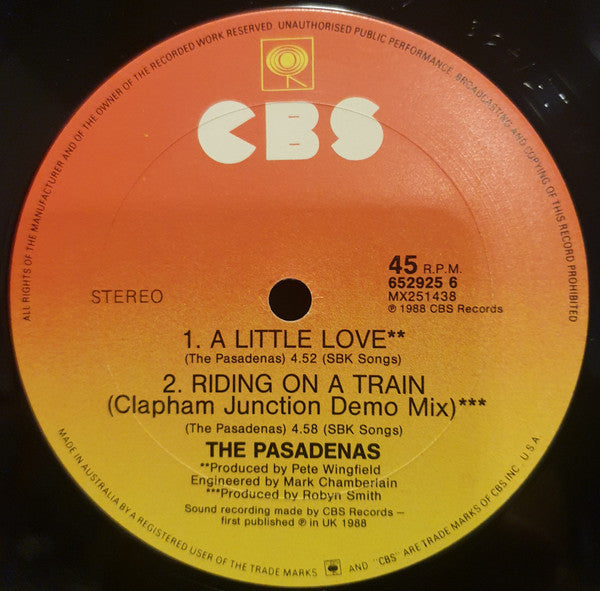 ALL RIGHTS OF THE MANUFACTURER AND OF THE OWNER OF THE RECORDED WORK RESERVED UNAUTHORISED PUBLIC PERFORMANCE, BROADCASTING AND COPYING OF THIS RECORD PROHIBITED
CBS
45 R.P.M.
652925 6
MX251438
℗ 1988 CBS Records
STEREO
1. A LITTLE LOVE**
(The Pasadenas) 4.52 (SBK Songs)
2. RIDING ON A TRAIN
(Clapham Junction Demo Mix)***
(The Pasadenas) 4.58 (SBK Songs)
THE PASADENAS
**Produced by Pete Wingfield
Engineered by Mark Chamberlain
***Produced by Robyn Smith
Sound recording made by CBS Records –
first published ℗ in UK 1988
MADE IN AUSTRALIA BY A REGISTERED USER OF THE TRADE MARKS AND "CBS" ARE TRADE MARKS OF CBS INC. U.S.A.